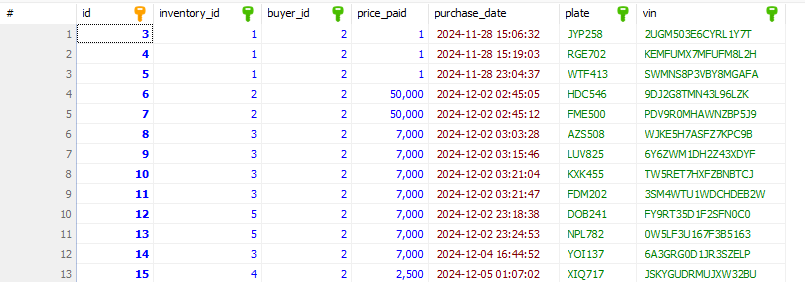 # id inventory_id buyer_id price_paid purchase_date plate vin
1 3 1 2 1 2024-11-28 15:06:32 JYP258 2UGM503E6CYRL1Y7T
2 4 1 2 1 2024-11-28 15:19:03 RGE702 KEMFUMX7MFUFM8L2H
3 5 1 2 1 2024-11-28 23:04:37 WTF413 SWMNS8P3VBY8MGAFA
4 6 2 2 50,000 2024-12-02 02:45:05 HDC546 9DJ2G8TMN43L96LZK
5 7 2 2 50,000 2024-12-02 02:45:12 FME500 PDV9R0MHAWNZBP5J9
6 8 3 2 7,000 2024-12-02 03:03:28 AZS508 WJKE5H7ASFZ7KPC9B
7 9 3 2 7,000 2024-12-02 03:15:46 LUV825 6Y6ZWM1DH2Z43XDYF
8 10 3 2 7,000 2024-12-02 03:21:04 KXK455 TW5RET7HXFZBNBTCJ
9 11 3 2 7,000 2024-12-02 03:21:47 FDM202 3SM4WTU1WDCHDEB2W
10 12 5 2 7,000 2024-12-02 23:18:38 DOB241 FY9RT35D1F2SFN0C0
11 13 5 2 7,000 2024-12-02 23:24:53 NPL782 0W5LF3U167F3B5163
12 14 3 2 7,000 2024-12-04 16:44:52 YOI137 6A3GRG0D1JR3SZELP
13 15 4 2 2,500 2024-12-05 01:07:02 XIQ717 JSKYGUDRMUJXW32BU